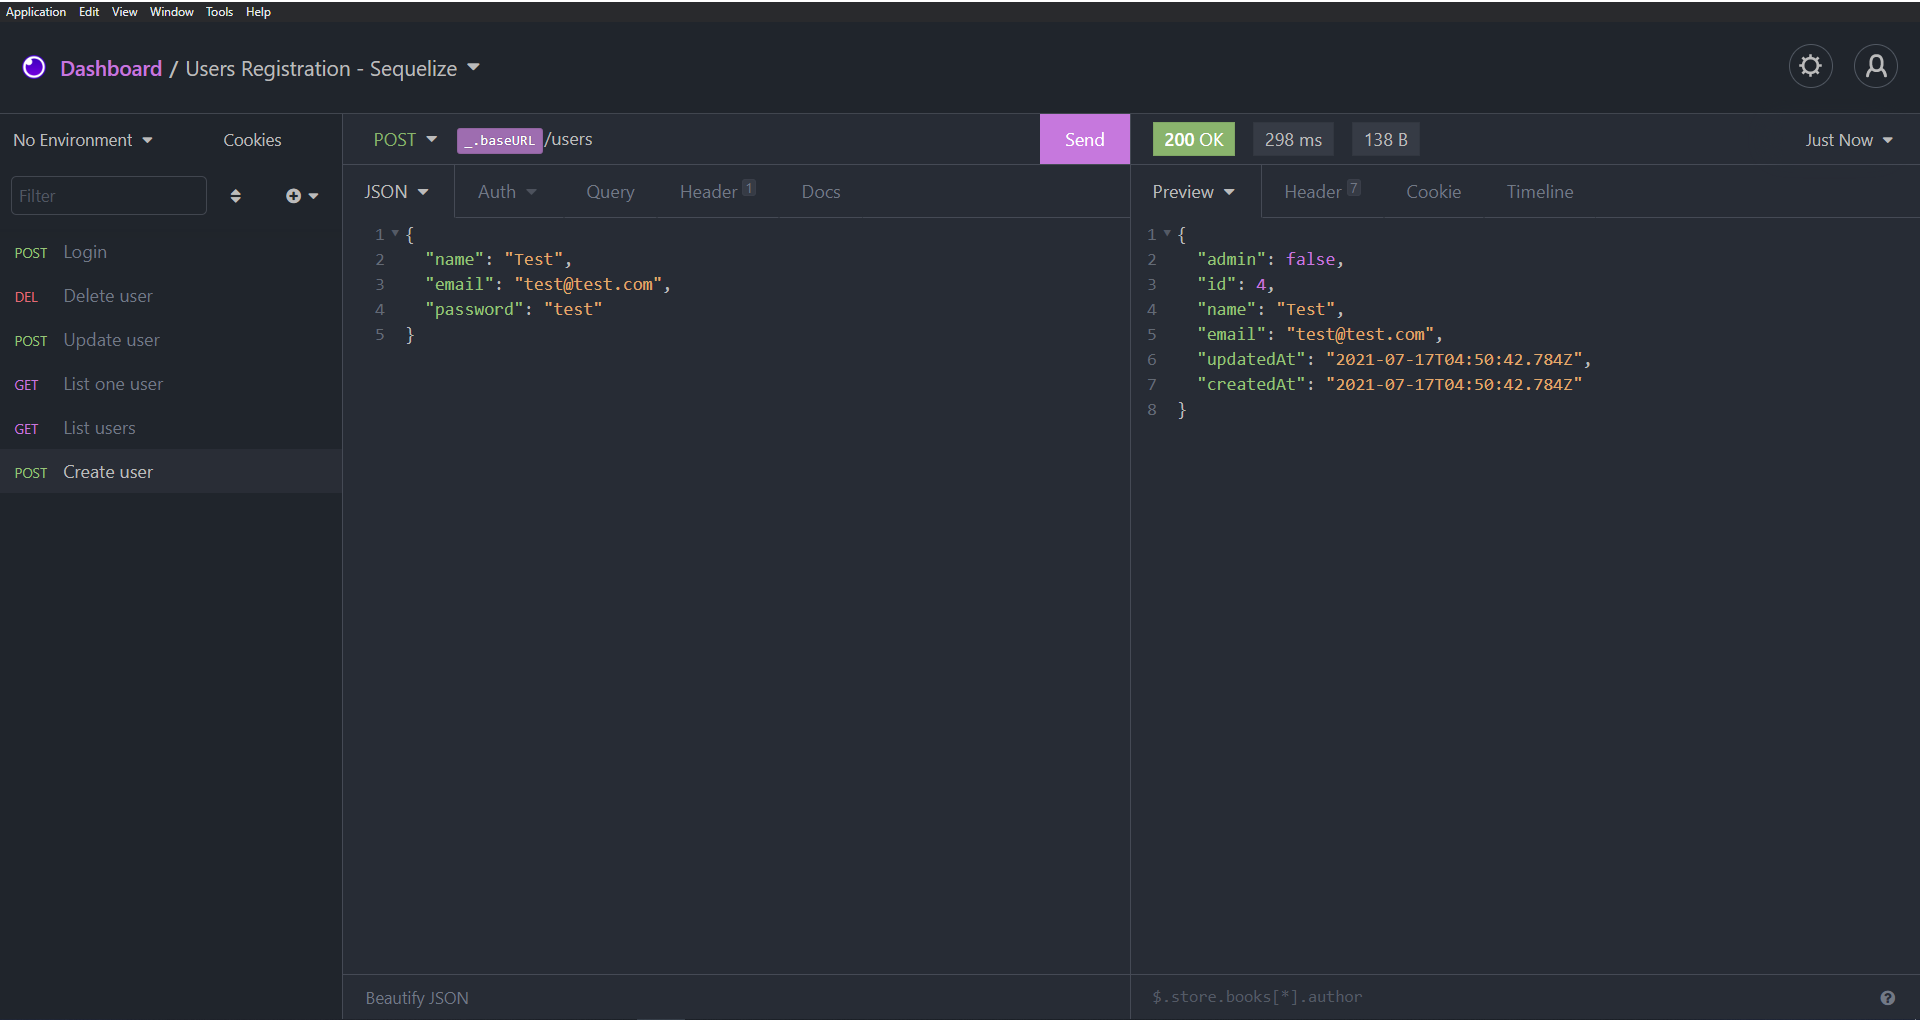 Application Edit View Window Tools Help
Dashboard / Users Registration - Sequelize
No Environment Cookies
Filter
POST Login
DEL Delete user
POST Update user
GET List one user
GET List users
POST Create user
POST _.baseURL /users Send
JSON Auth Query Header 1 Docs
1 {
2 "name": "Test",
3 "email": "test@test.com",
4 "password": "test"
5 }
Beautify JSON
200 OK 298 ms 138 B Just Now
Preview Header 7 Cookie Timeline
1 {
2 "admin": false,
3 "id": 4,
4 "name": "Test",
5 "email": "test@test.com",
6 "updatedAt": "2021-07-17T04:50:42.784Z",
7 "createdAt": "2021-07-17T04:50:42.784Z"
8 }
$.store.books[*].author